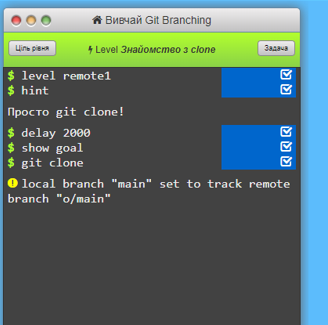 Вивчай Git Branching
Ціль рівня
Level Знайомство з clone
Задача
$ level remote1
$ hint
Просто git clone!
$ delay 2000
$ show goal
$ git clone
local branch "main" set to track remote
branch "o/main"